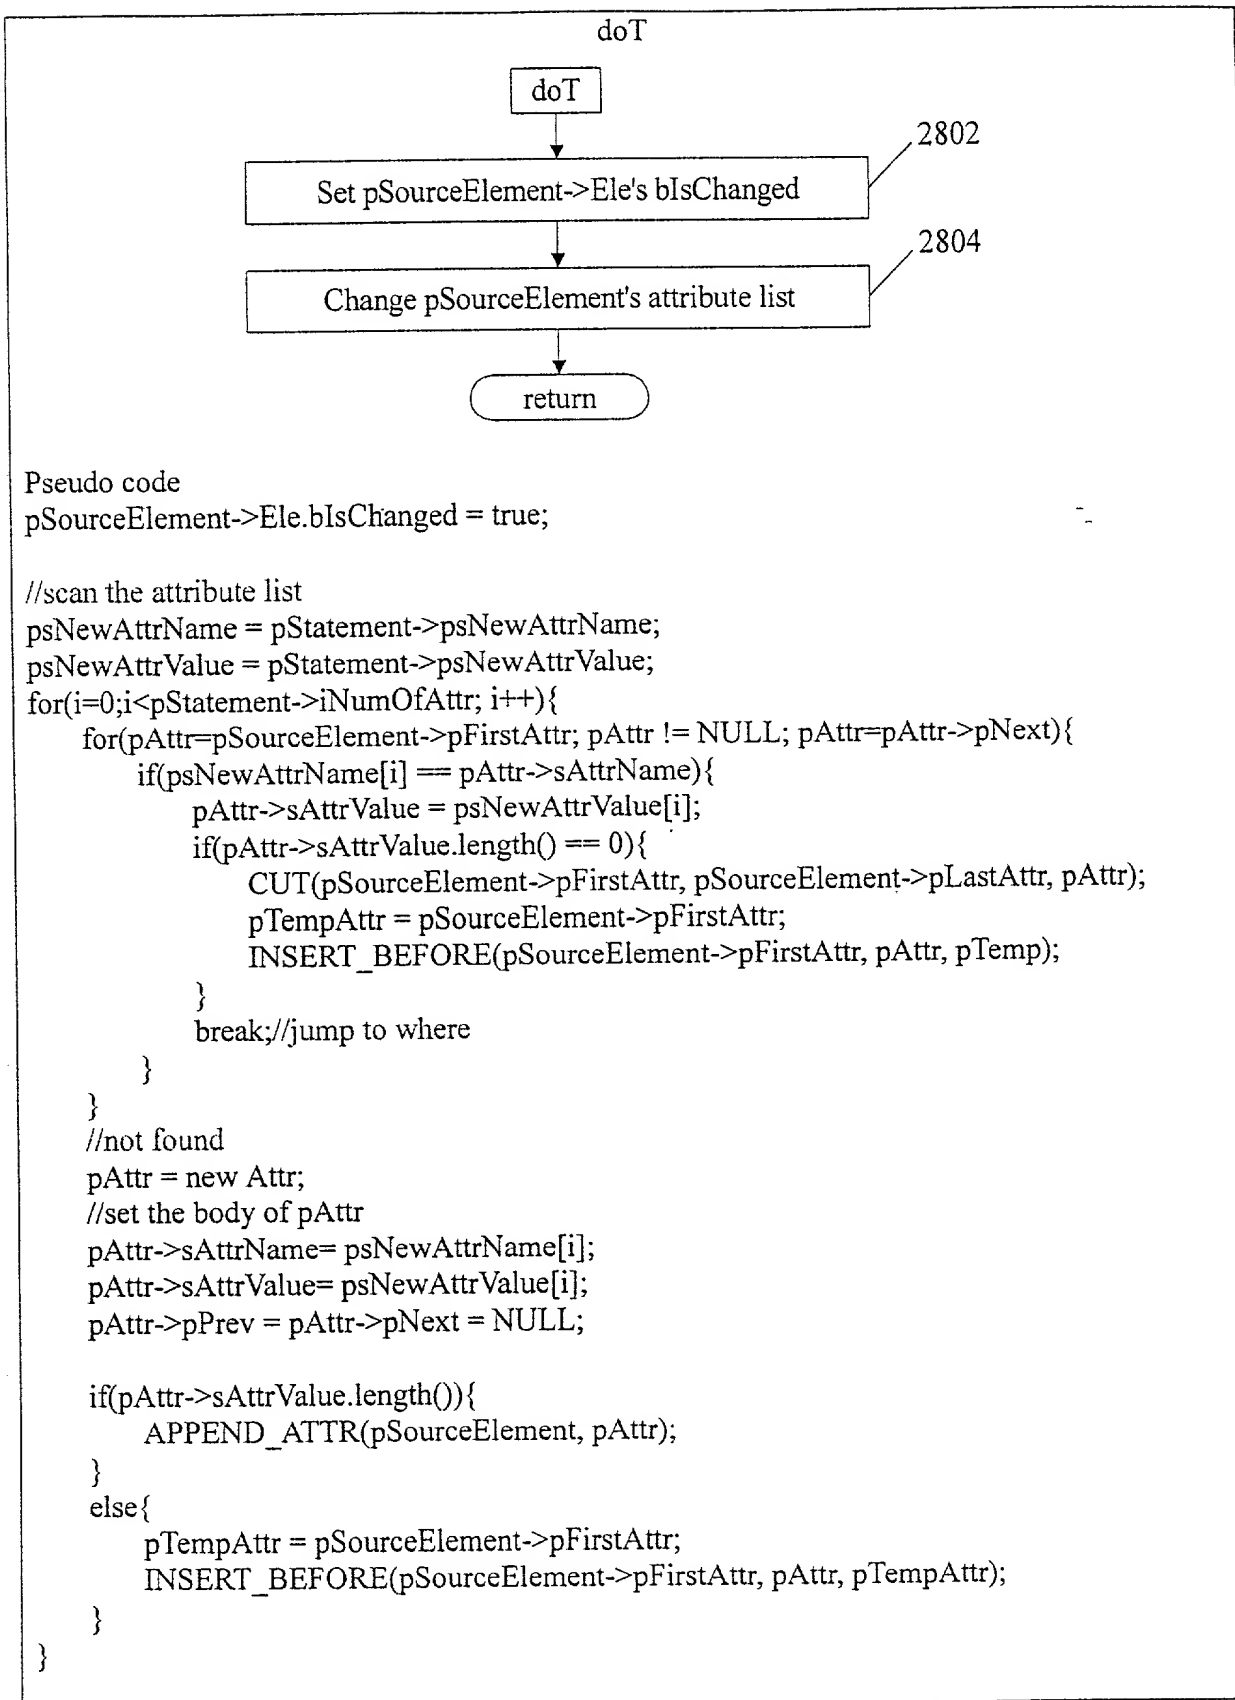 doT
doT
2802
Set pSourceElement->Ele's bIsChanged
2804
Change pSourceElement's attribute list
return
Pseudo code
pSourceElement->Ele.bIsChanged = true;
//scan the attribute list
psNewAttrName = pStatement->psNewAttrName;
psNewAttrValue = pStatement->psNewAttrValue;
for(i=0;i<pStatement->iNumOfAttr; i++){
for(pAttr=pSourceElement->pFirstAttr; pAttr != NULL; pAttr=pAttr->pNext){
if(psNewAttrName[i] == pAttr->sAttrName){
pAttr->sAttrValue = psNewAttrValue[i];
if(pAttr->sAttrValue.length() == 0){
CUT(pSourceElement->pFirstAttr, pSourceElement->pLastAttr, pAttr);
pTempAttr = pSourceElement->pFirstAttr;
INSERT_BEFORE(pSourceElement->pFirstAttr, pAttr, pTemp);
}
break;//jump to where
}
}
//not found
pAttr = new Attr;
//set the body of pAttr
pAttr->sAttrName= psNewAttrName[i];
pAttr->sAttrValue= psNewAttrValue[i];
pAttr->pPrev = pAttr->pNext = NULL;
if(pAttr->sAttrValue.length()){
APPEND_ATTR(pSourceElement, pAttr);
}
else{
pTempAttr = pSourceElement->pFirstAttr;
INSERT_BEFORE(pSourceElement->pFirstAttr, pAttr, pTempAttr);
}
}